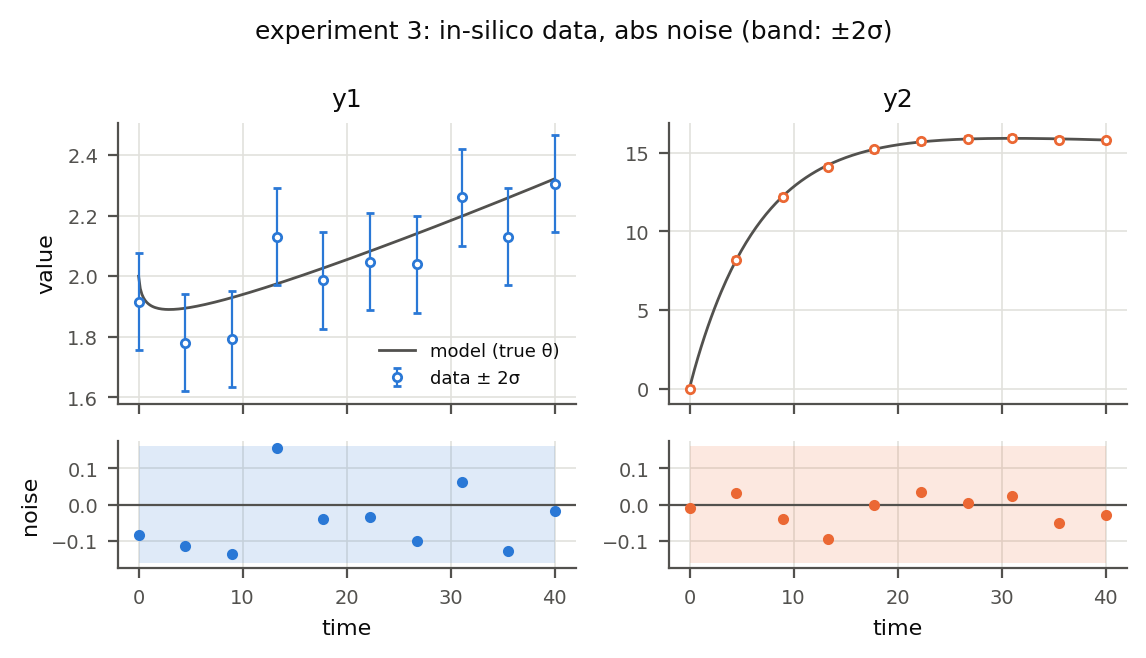 experiment 3: in-silico data, abs noise (band: ±2σ)
y1
y2
value
2.4
2.2
2.0
1.8
1.6
model (true θ)
data ± 2σ
15
10
5
0
noise
0.1
0.0
−0.1
0 10 20 30 40
time
0.1
0.0
−0.1
0 10 20 30 40
time